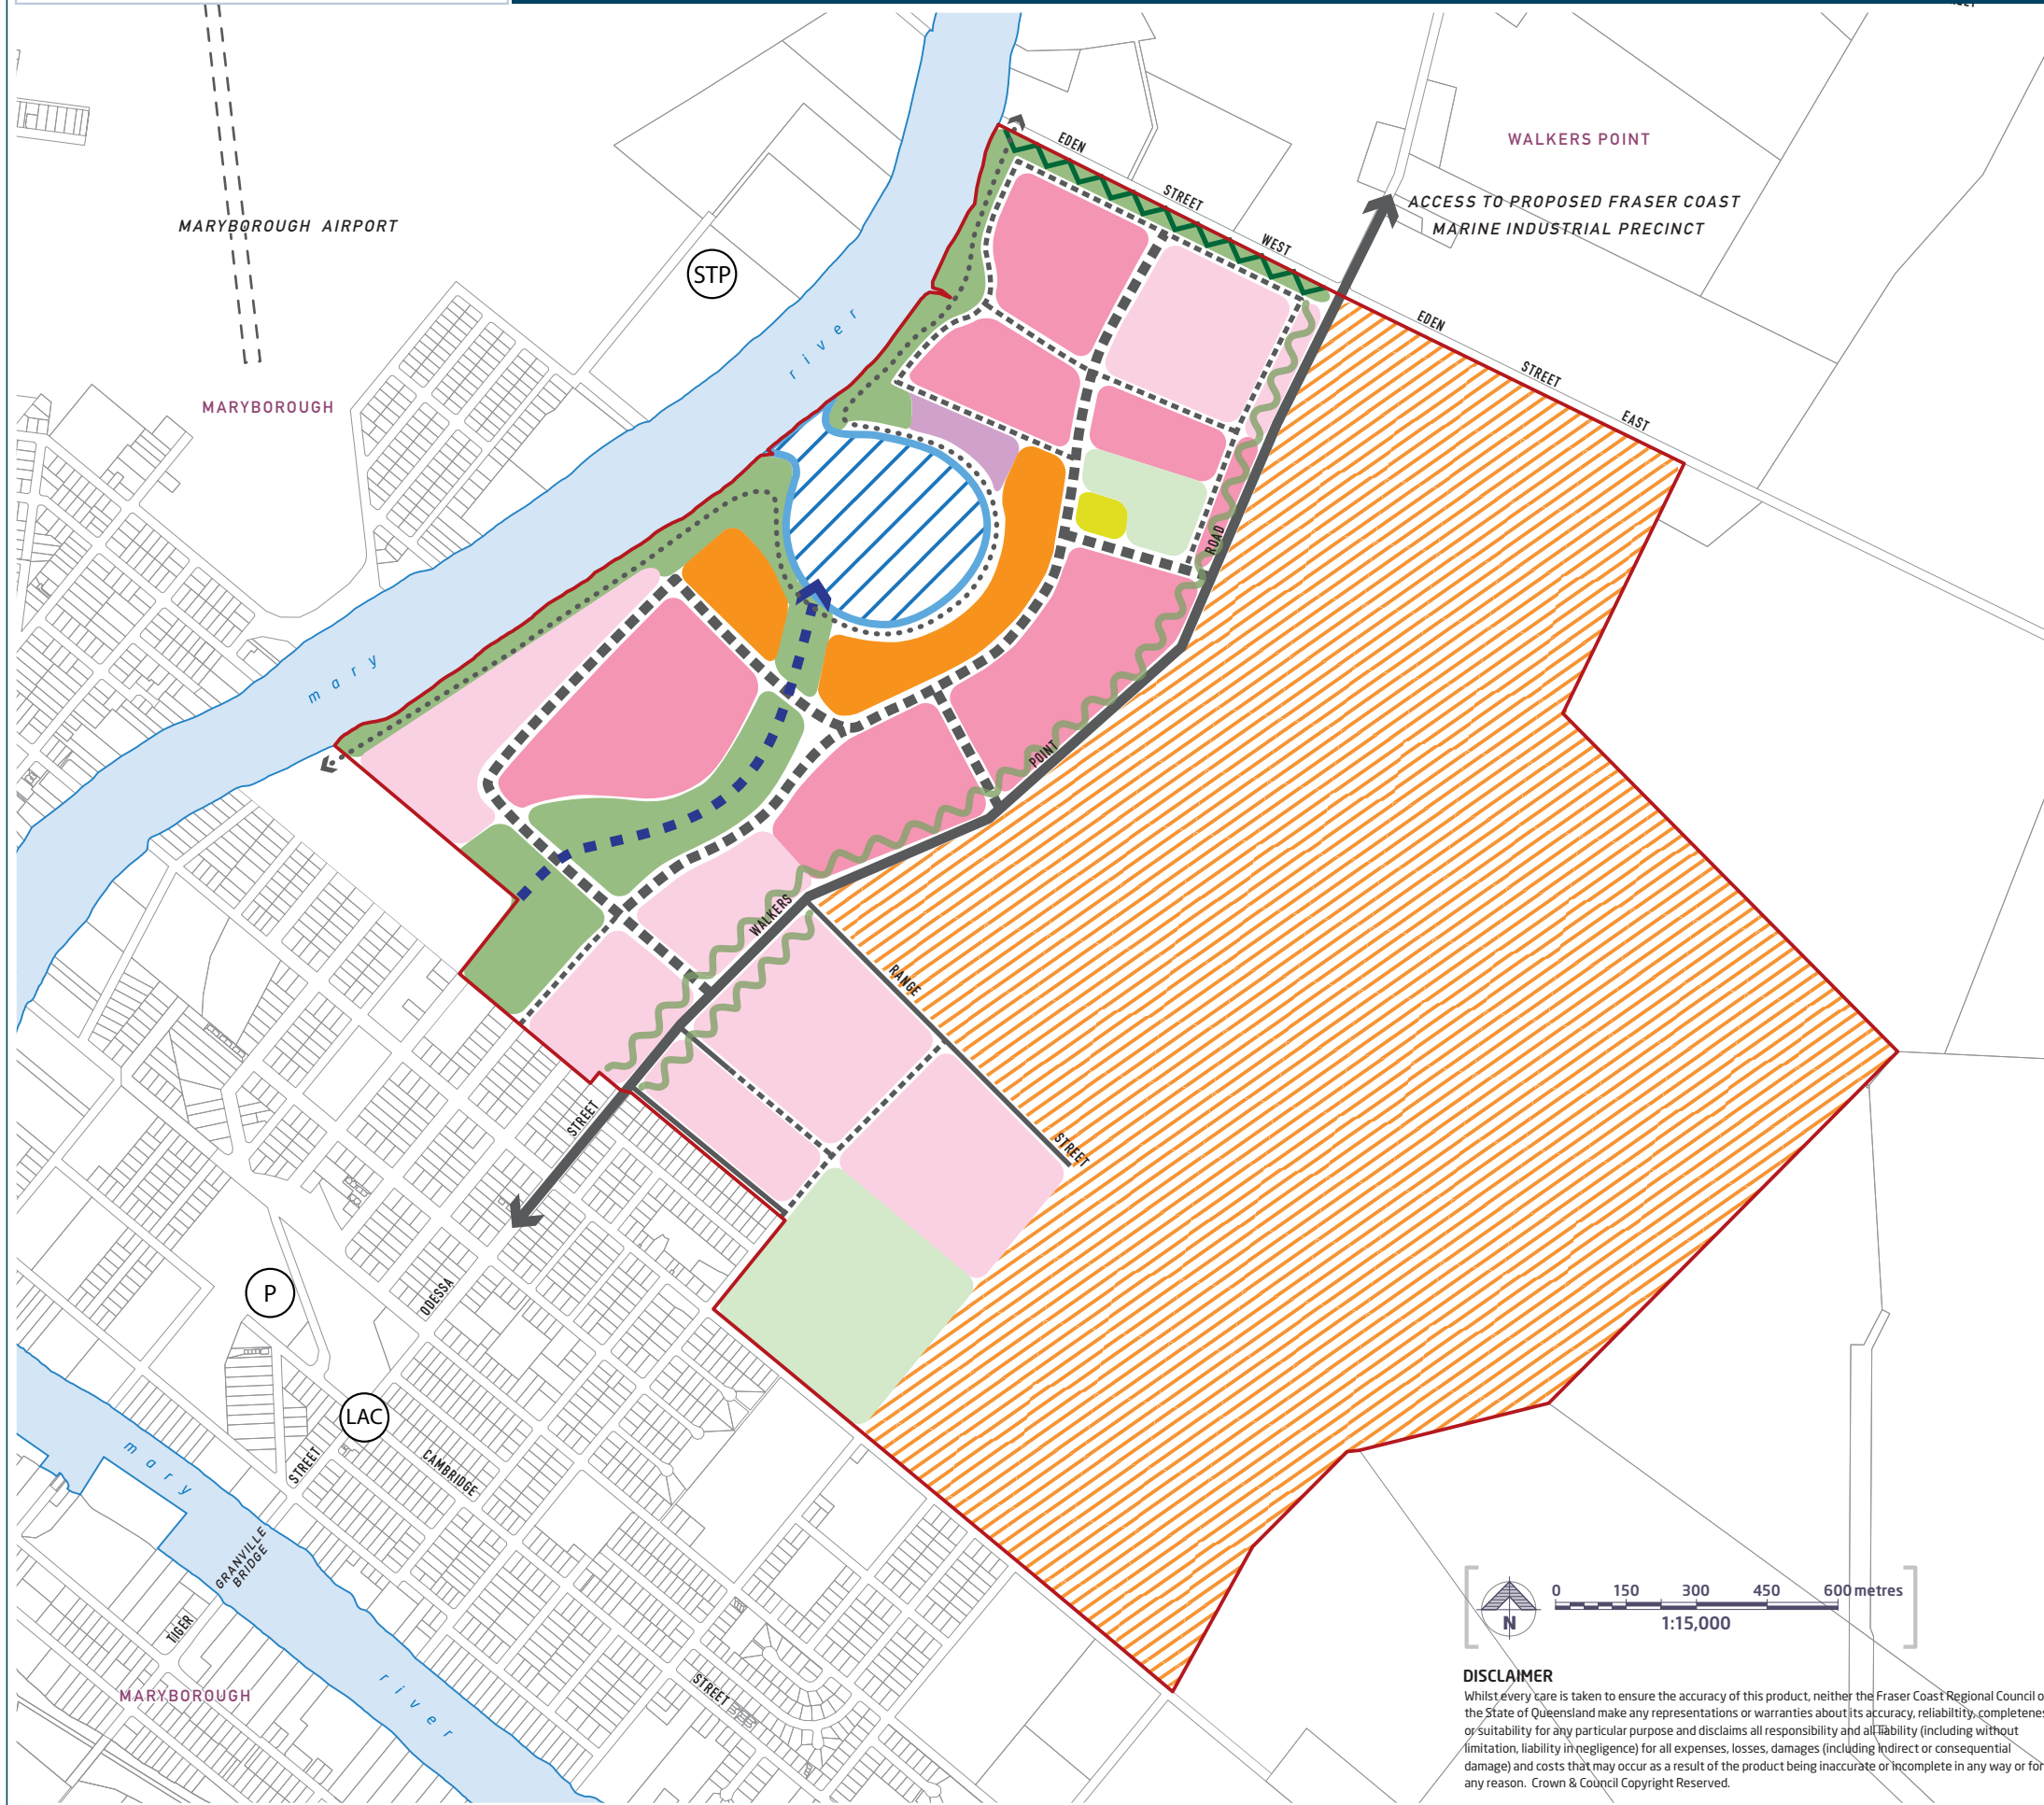 WALKERS POINT
EDEN
STREET
WEST
ACCESS TO PROPOSED FRASER COAST
MARINE INDUSTRIAL PRECINCT
MARYBOROUGH AIRPORT
STP
river
EDEN
STREET
EAST
MARYBOROUGH
ROAD
mary
POINT
WALKERS
RANGE
STREET
STREET
P
ODESSA
LAC
STREET
CAMBRIDGE
mary
GRANVILLE
BRIDGE
TIGER
MARYBOROUGH
river
STREET
N
0 150 300 450 600 metres
1:15,000
DISCLAIMER
Whilst every care is taken to ensure the accuracy of this product, neither the Fraser Coast Regional Council o
the State of Queensland make any representations or warranties about its accuracy, reliabiltity, completenes
or suitability for any particular purpose and disclaims all responsibility and all liability (including without
limitation, liability in negligence) for all expenses, losses, damages (including indirect or consequential
damage) and costs that may occur as a result of the product being inaccurate or incomplete in any way or for
any reason. Crown & Council Copyright Reserved.